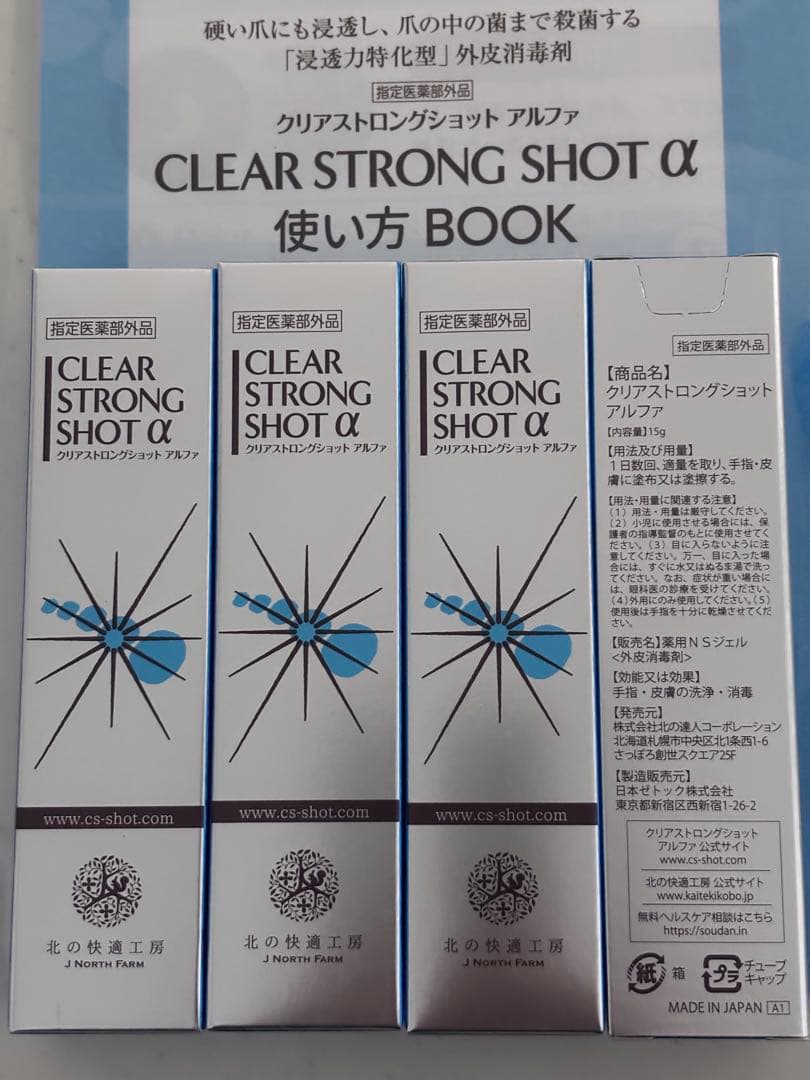 硬い爪にも浸透し、爪の中の菌まで殺菌する
「浸透力特化型」外皮消毒剤
指定医薬部外品
クリアストロングショット アルファ
CLEAR STRONG SHOT α
使い方 BOOK
指定医薬部外品
CLEAR
STRONG
SHOT α
クリアストロングショット アルファ
www.cs-shot.com
北の快適工房
J NORTH FARM
指定医薬部外品
CLEAR
STRONG
SHOT α
クリアストロングショット アルファ
www.cs-shot.com
北の快適工房
J NORTH FARM
指定医薬部外品
CLEAR
STRONG
SHOT α
クリアストロングショット アルファ
www.cs-shot.com
北の快適工房
J NORTH FARM
指定医薬部外品
【商品名】
クリアストロングショット
アルファ
【内容量】15g
【用法及び用量】
1日数回、適量を取り、手指・皮
膚に塗布又は塗擦する。
【用法・用量に関連する注意】
(1)用法・用量は厳守してください。
(2)小児に使用させる場合には、保
護者の指導監督のもとに使用させてく
ださい。(3)目に入らないように注
意してください。万一、目に入った場
合には、すぐに水又はぬるま湯で洗っ
てください。なお、症状が重い場合に
は、眼科医の診療を受けてください。
(4)外用にのみ使用してください。(5)
使用後は手指を十分に乾燥させてくだ
さい。
【販売名】薬用NSジェル
<外皮消毒剤>
【効能又は効果】
手指・皮膚の洗浄・消毒
【発売元】
株式会社北の達人コーポレーション
北海道札幌市中央区北1条西1-6
さっぽろ創世スクエア25F
【製造販売元】
日本ゼトック株式会社
東京都新宿区西新宿1-26-2
クリアストロングショット
アルファ 公式サイト
www.cs-shot.com
北の快適工房 公式サイト
www.kaitekikobo.jp
無料ヘルスケア相談はこちら
https://soudan.in
紙 箱 プラ チューブ
キャップ
MADE IN JAPAN A1